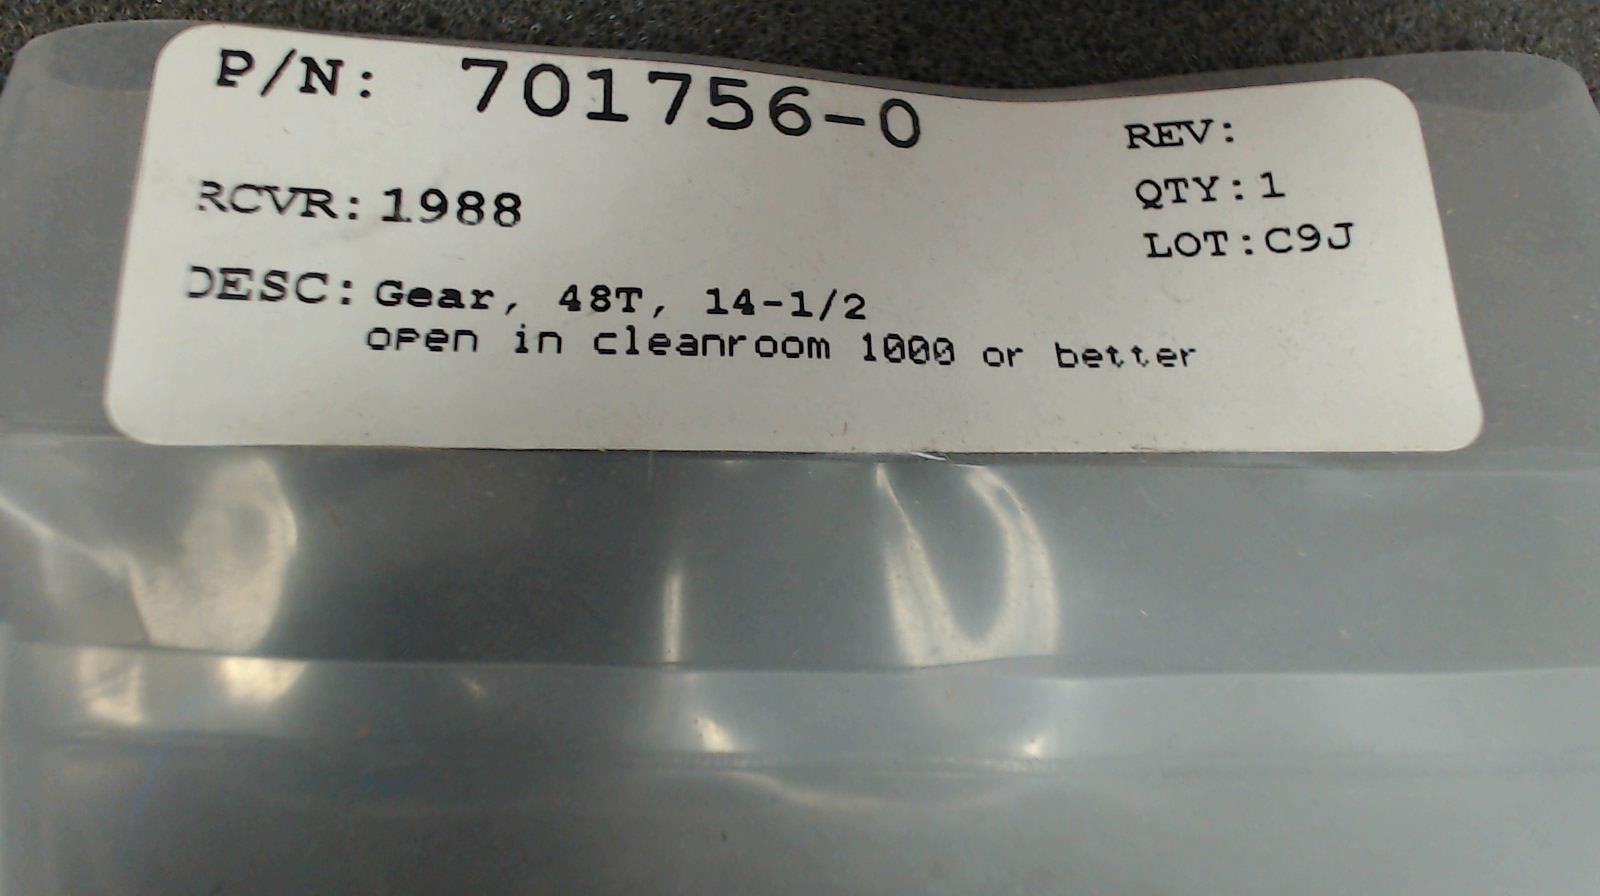 P/N: 701756-0
REV:
RCVR: 1988
QTY: 1
LOT: C9J
DESC: Gear, 48T, 14-1/2
open in cleanroom 1000 or better